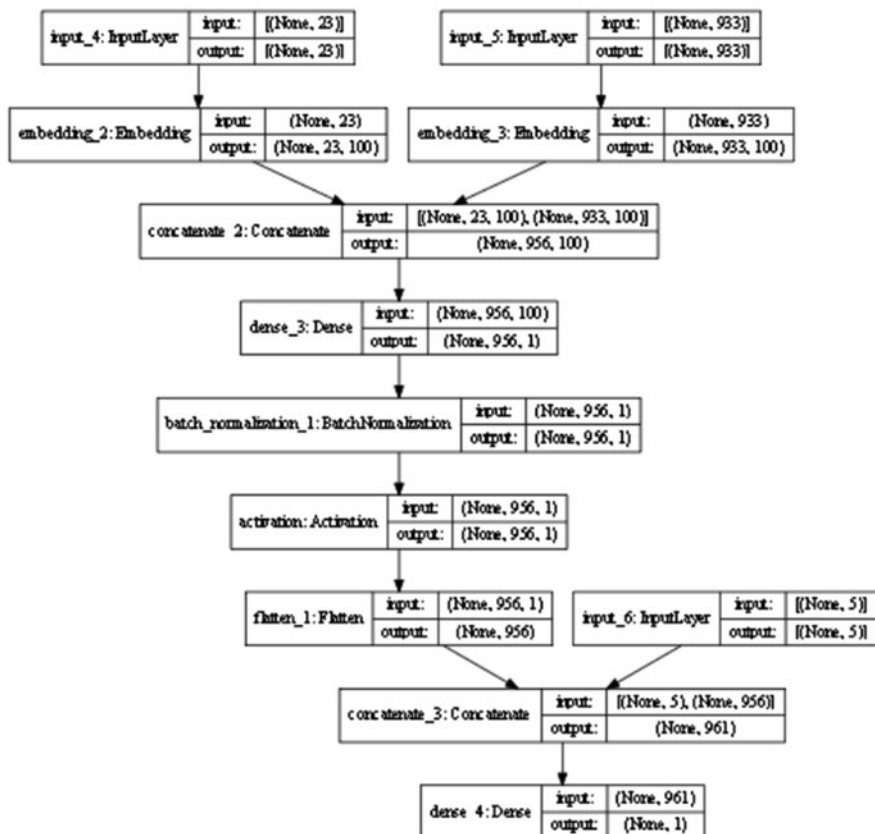 input_4: InputLayer input: [(None, 23)] output: [(None, 23)]
input_5: InputLayer input: [(None, 933)] output: [(None, 933)]
embedding_2: Embedding input: (None, 23) output: (None, 23, 100)
embedding_3: Embedding input: (None, 933) output: (None, 933, 100)
concatenate_2: Concatenate input: [(None, 23, 100), (None, 933, 100)] output: (None, 956, 100)
dense_3: Dense input: (None, 956, 100) output: (None, 956, 1)
batch_normalization_1: BatchNormalization input: (None, 956, 1) output: (None, 956, 1)
activation: Activation input: (None, 956, 1) output: (None, 956, 1)
flatten_1: Flatten input: (None, 956, 1) output: (None, 956)
input_6: InputLayer input: [(None, 5)] output: [(None, 5)]
concatenate_3: Concatenate input: [(None, 5), (None, 956)] output: (None, 961)
dense_4: Dense input: (None, 961) output: (None, 1)